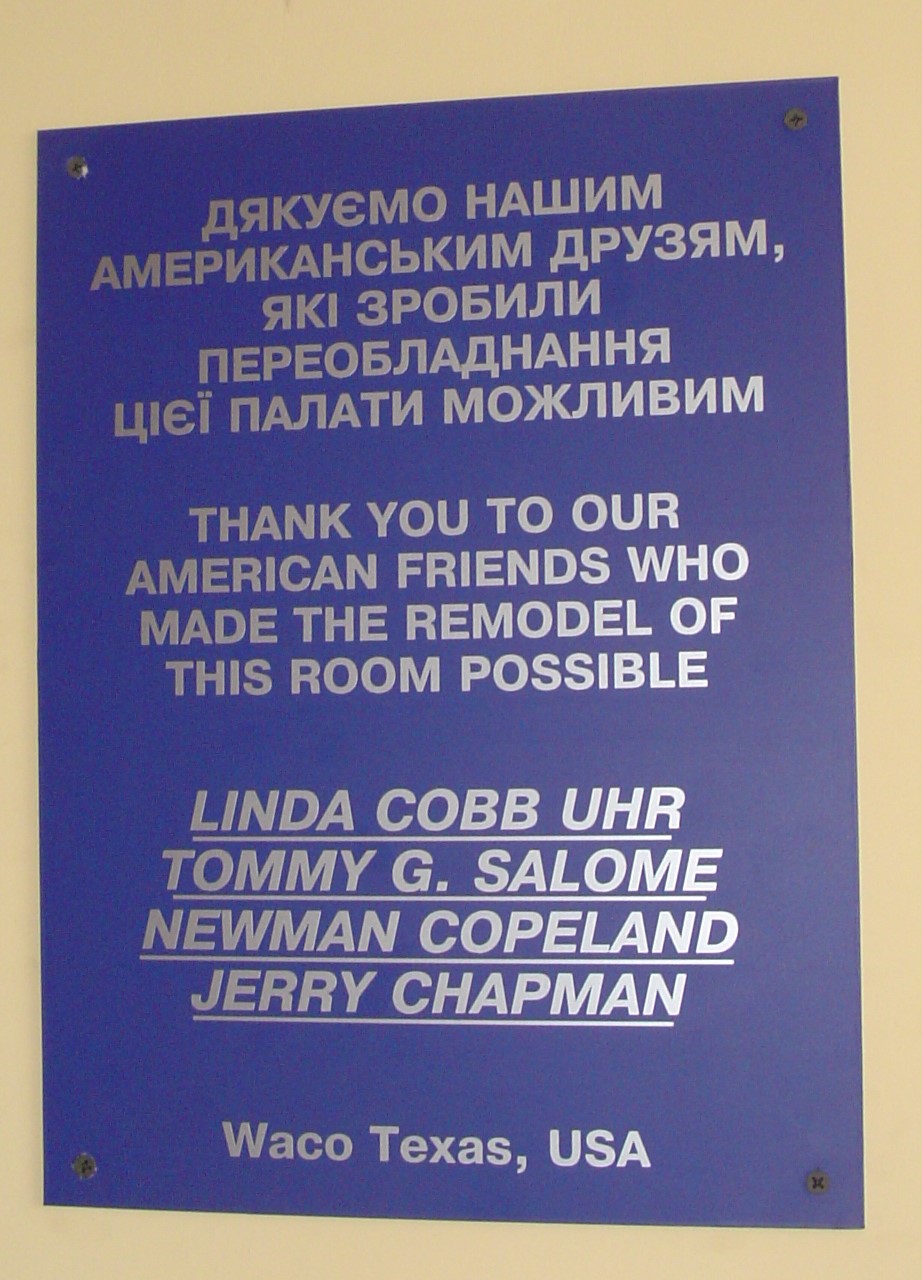 ДЯКУЄМО НАШИМ
АМЕРИКАНСЬКИМ ДРУЗЯМ,
ЯКІ ЗРОБИЛИ
ПЕРЕОБЛАДНАННЯ
ЦІЄЇ ПАЛАТИ МОЖЛИВИМ
THANK YOU TO OUR
AMERICAN FRIENDS WHO
MADE THE REMODEL OF
THIS ROOM POSSIBLE
LINDA COBB UHR
TOMMY G. SALOME
NEWMAN COPELAND
JERRY CHAPMAN
Waco Texas, USA